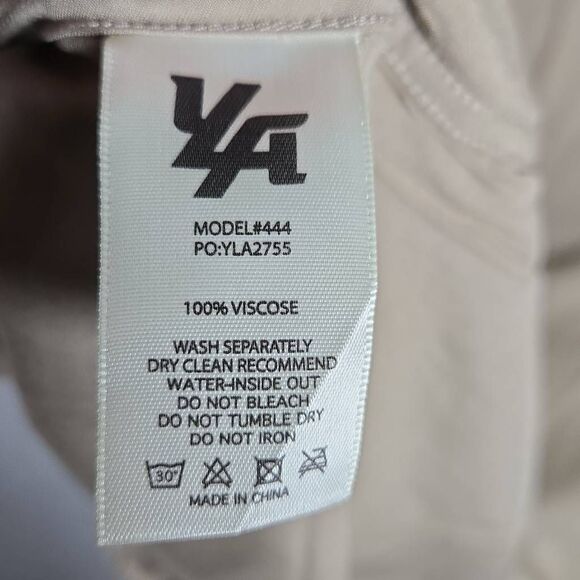 YLA
MODEL#444
PO:YLA2755
100% VISCOSE
WASH SEPARATELY
DRY CLEAN RECOMMEND
WATER-INSIDE OUT
DO NOT BLEACH
DO NOT TUMBLE DRY
DO NOT IRON
30°
MADE IN CHINA